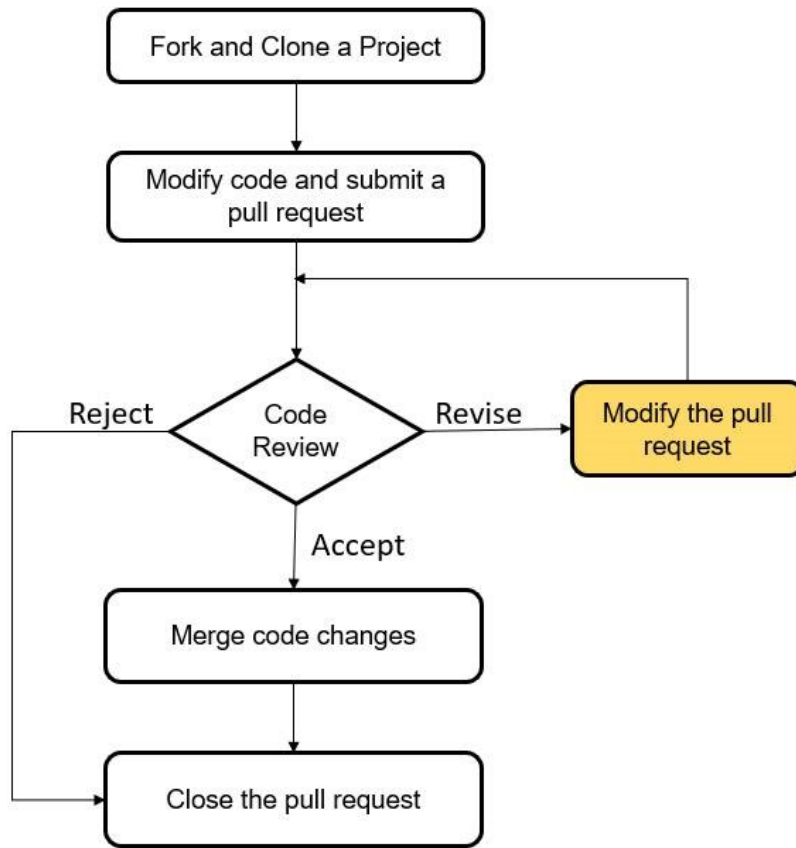 Fork and Clone a Project
Modify code and submit a
pull request
Reject
Code
Review
Revise
Modify the pull
request
Accept
Merge code changes
Close the pull request